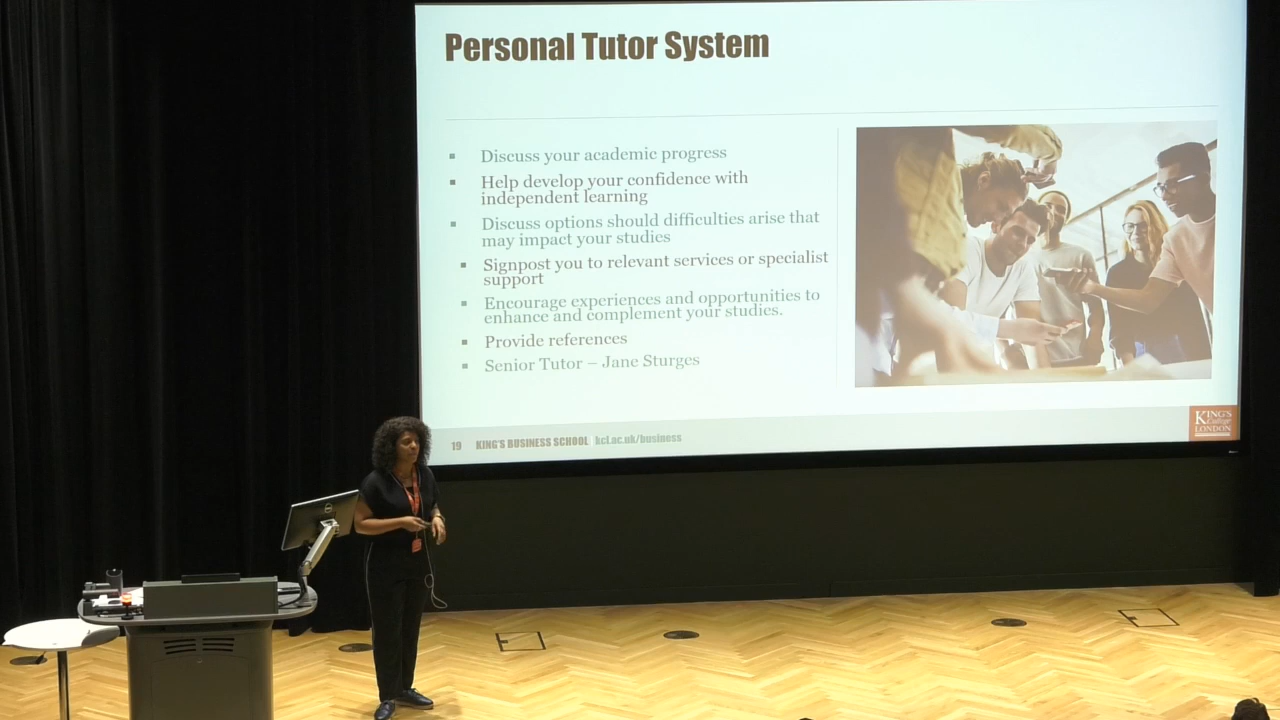 Personal Tutor System
Discuss your academic progress
Help develop your confidence with
independent learning
Discuss options should difficulties arise that
may impact your studies
Signpost you to relevant services or specialist
support
Encourage experiences and opportunities to
enhance and complement your studies.
Provide references
Senior Tutor – Jane Sturges
19 KING'S BUSINESS SCHOOL | kcl.ac.uk/business
KING'S
College
LONDON